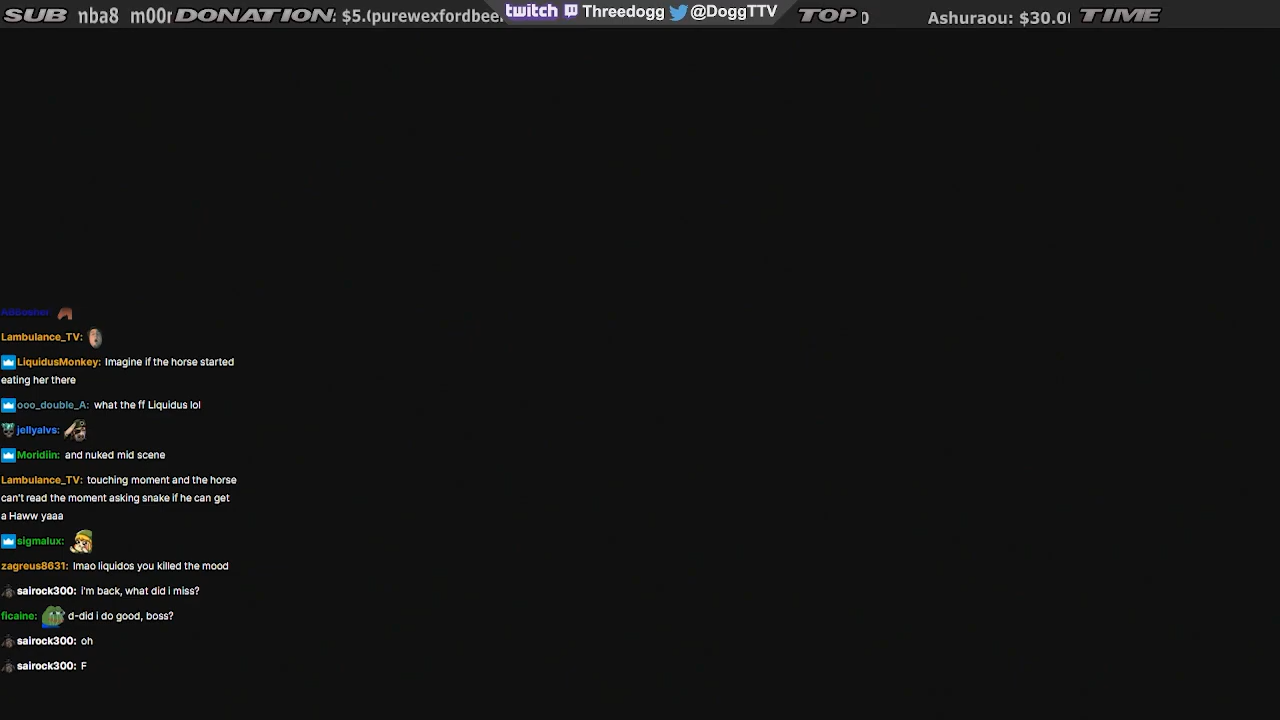 SUB nba8 m00 DONATION: $5.(purewexfordbee twitch Threedogg @DoggTTV TOP 0 Ashuraou: $30.0 TIME
ABBosner
Lambulance_TV:
LiquidusMonkey: Imagine if the horse started
eating her there
ooo_double_A: what the ff Liquidus lol
jellyalvs:
Moridiin: and nuked mid scene
Lambulance_TV: touching moment and the horse
can't read the moment asking snake if he can get
a Haww yaaa
sigmalux:
zagreus8631: lmao liquidos you killed the mood
sairock300: i'm back, what did i miss?
ficaine: d-did i do good, boss?
sairock300: oh
sairock300: F